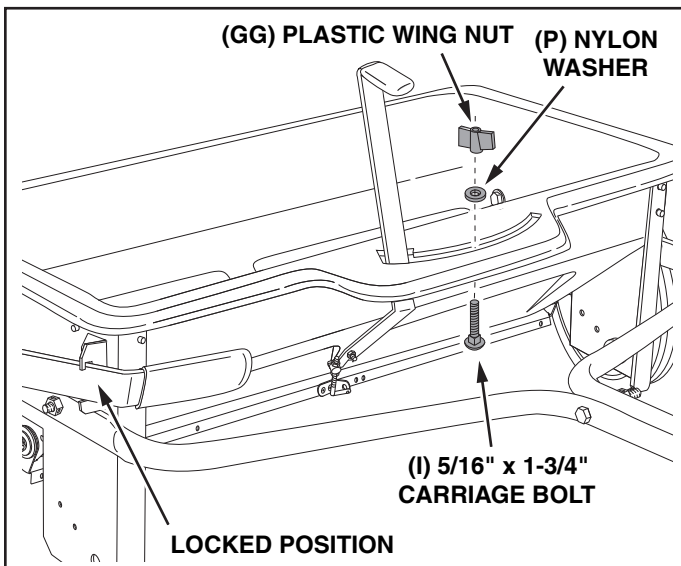 (GG) PLASTIC WING NUT
(P) NYLON
WASHER
(I) 5/16" x 1-3/4"
CARRIAGE BOLT
LOCKED POSITION